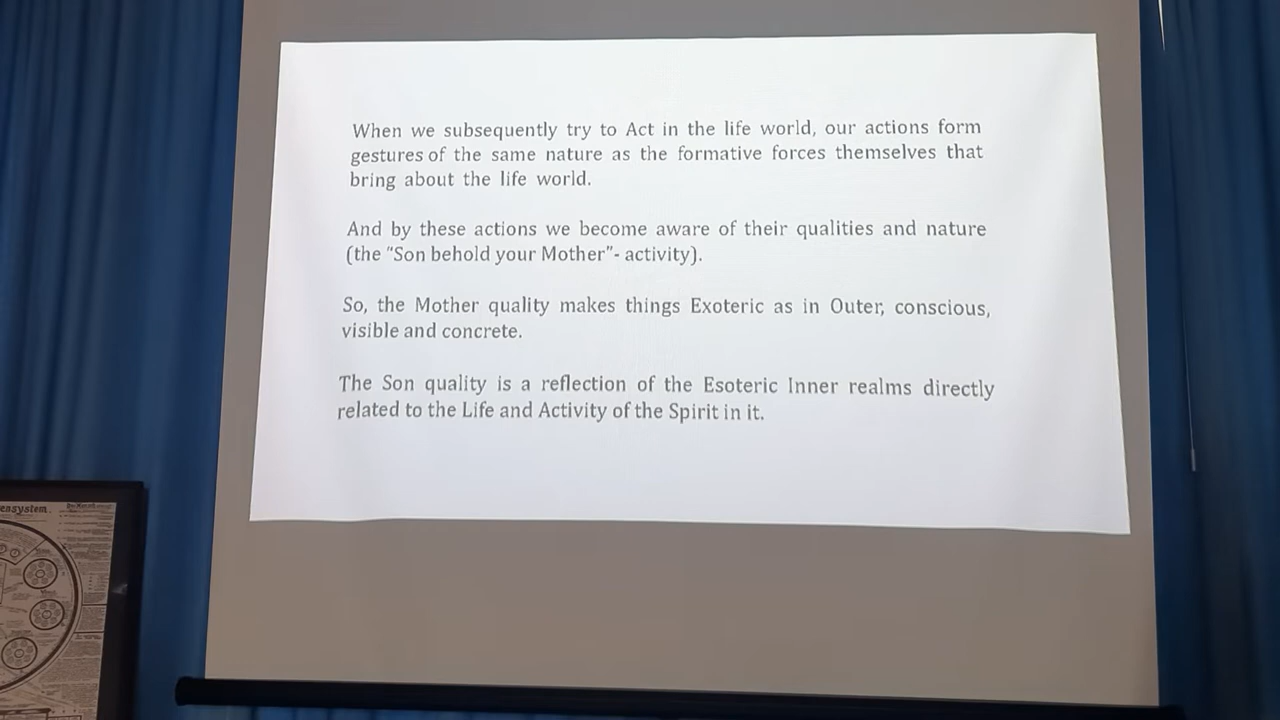 When we subsequently try to Act in the life world, our actions form
gestures of the same nature as the formative forces themselves that
bring about the life world.
And by these actions we become aware of their qualities and nature
(the “Son behold your Mother”- activity).
So, the Mother quality makes things Exoteric as in Outer, conscious,
visible and concrete.
The Son quality is a reflection of the Esoteric Inner realms directly
related to the Life and Activity of the Spirit in it.